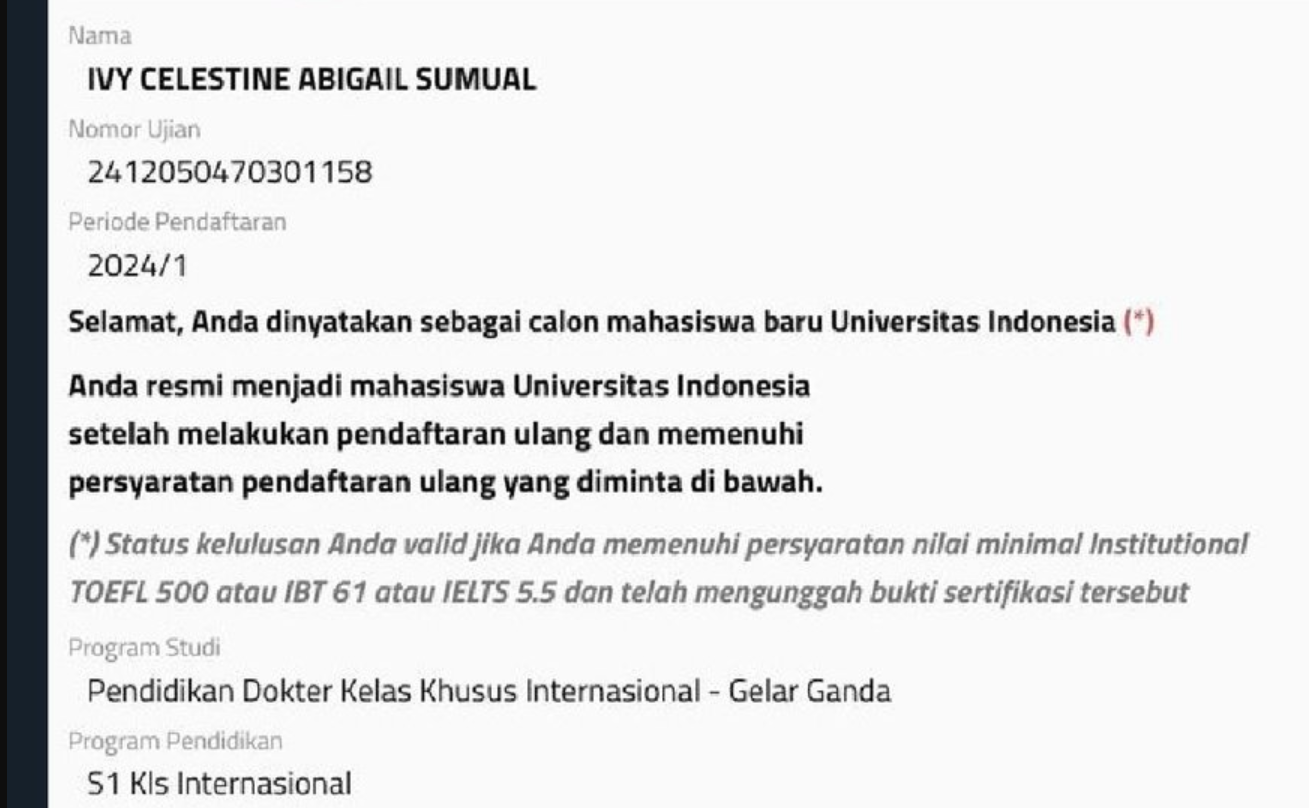 Nama
IVY CELESTINE ABIGAIL SUMUAL
Nomor Ujian
2412050470301158
Periode Pendaftaran
2024/1
Selamat, Anda dinyatakan sebagai calon mahasiswa baru Universitas Indonesia (*)
Anda resmi menjadi mahasiswa Universitas Indonesia
setelah melakukan pendaftaran ulang dan memenuhi
persyaratan pendaftaran ulang yang diminta di bawah.
(*) Status kelulusan Anda valid jika Anda memenuhi persyaratan nilai minimal Institutional
TOEFL 500 atau IBT 61 atau IELTS 5.5 dan telah mengunggah bukti sertifikasi tersebut
Program Studi
Pendidikan Dokter Kelas Khusus Internasional - Gelar Ganda
Program Pendidikan
S1 Kls Internasional